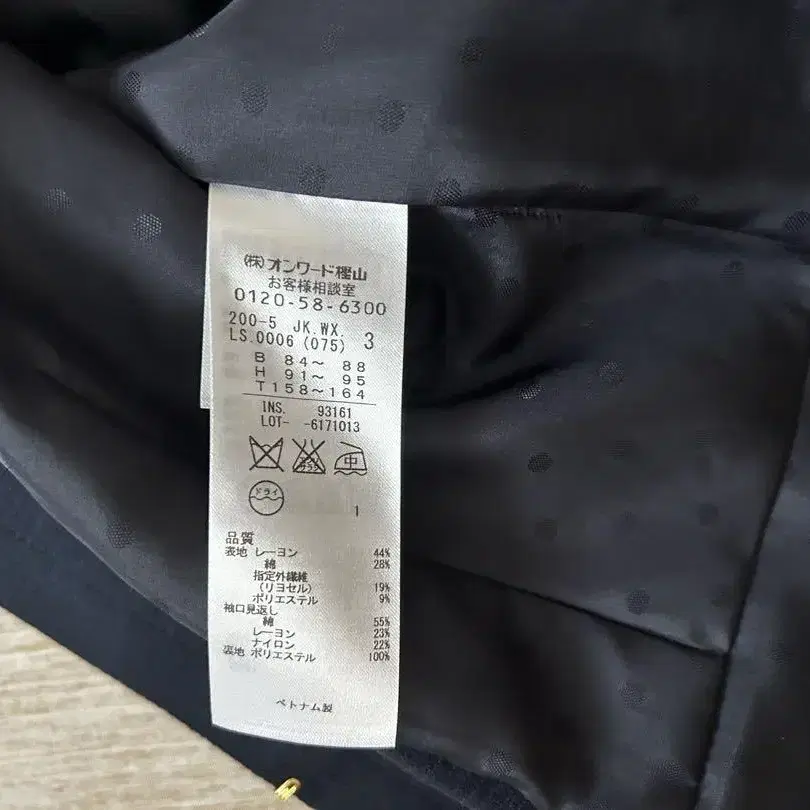 (株)オンワード樫山
お客様相談室
0120-58-6300
200-5 JK.WX. 3
LS.0006 (075)
B 84～ 88
H 91～ 95
T158～164
INS. 93161
LOT- -6171013
中
ドライ
1
品質
表地 レーヨン 44%
綿 28%
指定外繊維
(リヨセル) 19%
ポリエステル 9%
袖口見返し
綿 55%
レーヨン 23%
ナイロン 22%
裏地 ポリエステル 100%
ベトナム製